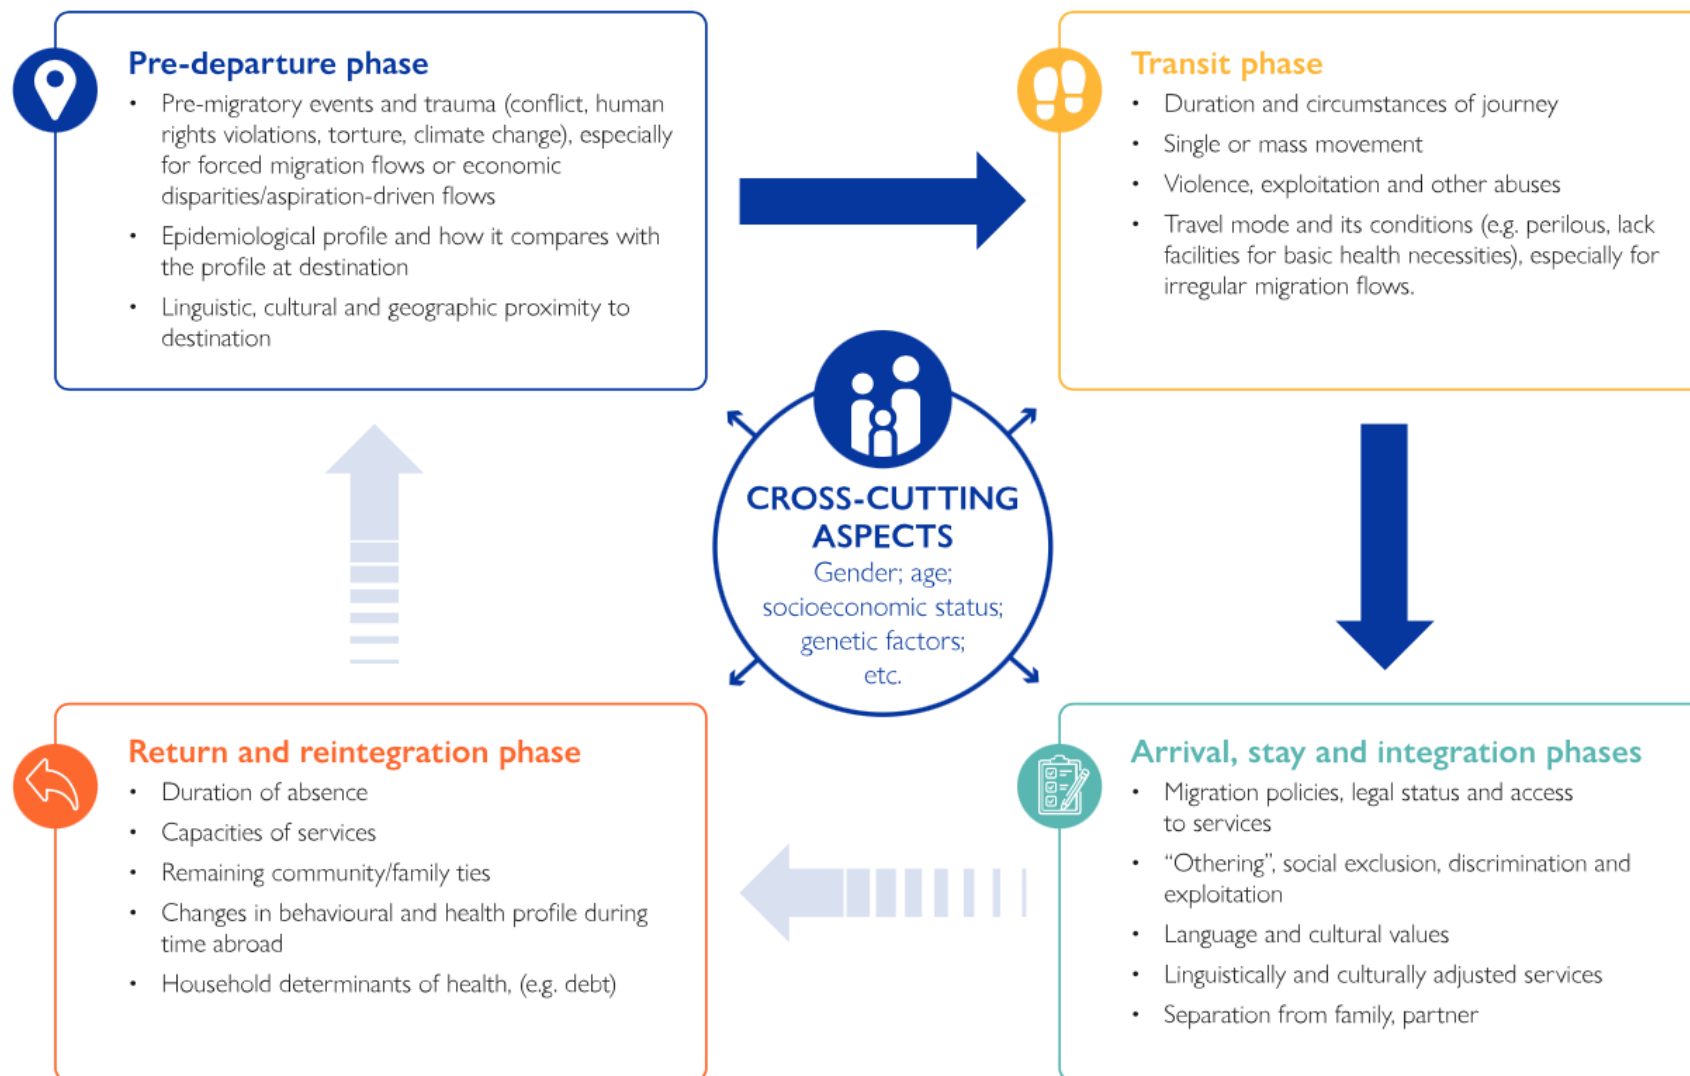 Pre-departure phase
• Pre-migratory events and trauma (conflict, human
rights violations, torture, climate change), especially
for forced migration flows or economic
disparities/aspiration-driven flows
• Epidemiological profile and how it compares with
the profile at destination
• Linguistic, cultural and geographic proximity to
destination
Transit phase
• Duration and circumstances of journey
• Single or mass movement
• Violence, exploitation and other abuses
• Travel mode and its conditions (e.g. perilous, lack
facilities for basic health necessities), especially for
irregular migration flows.
CROSS-CUTTING
ASPECTS
Gender; age;
socioeconomic status;
genetic factors;
etc.
Return and reintegration phase
• Duration of absence
• Capacities of services
• Remaining community/family ties
• Changes in behavioural and health profile during
time abroad
• Household determinants of health, (e.g. debt)
Arrival, stay and integration phases
• Migration policies, legal status and access
to services
• “Othering”, social exclusion, discrimination and
exploitation
• Language and cultural values
• Linguistically and culturally adjusted services
• Separation from family, partner